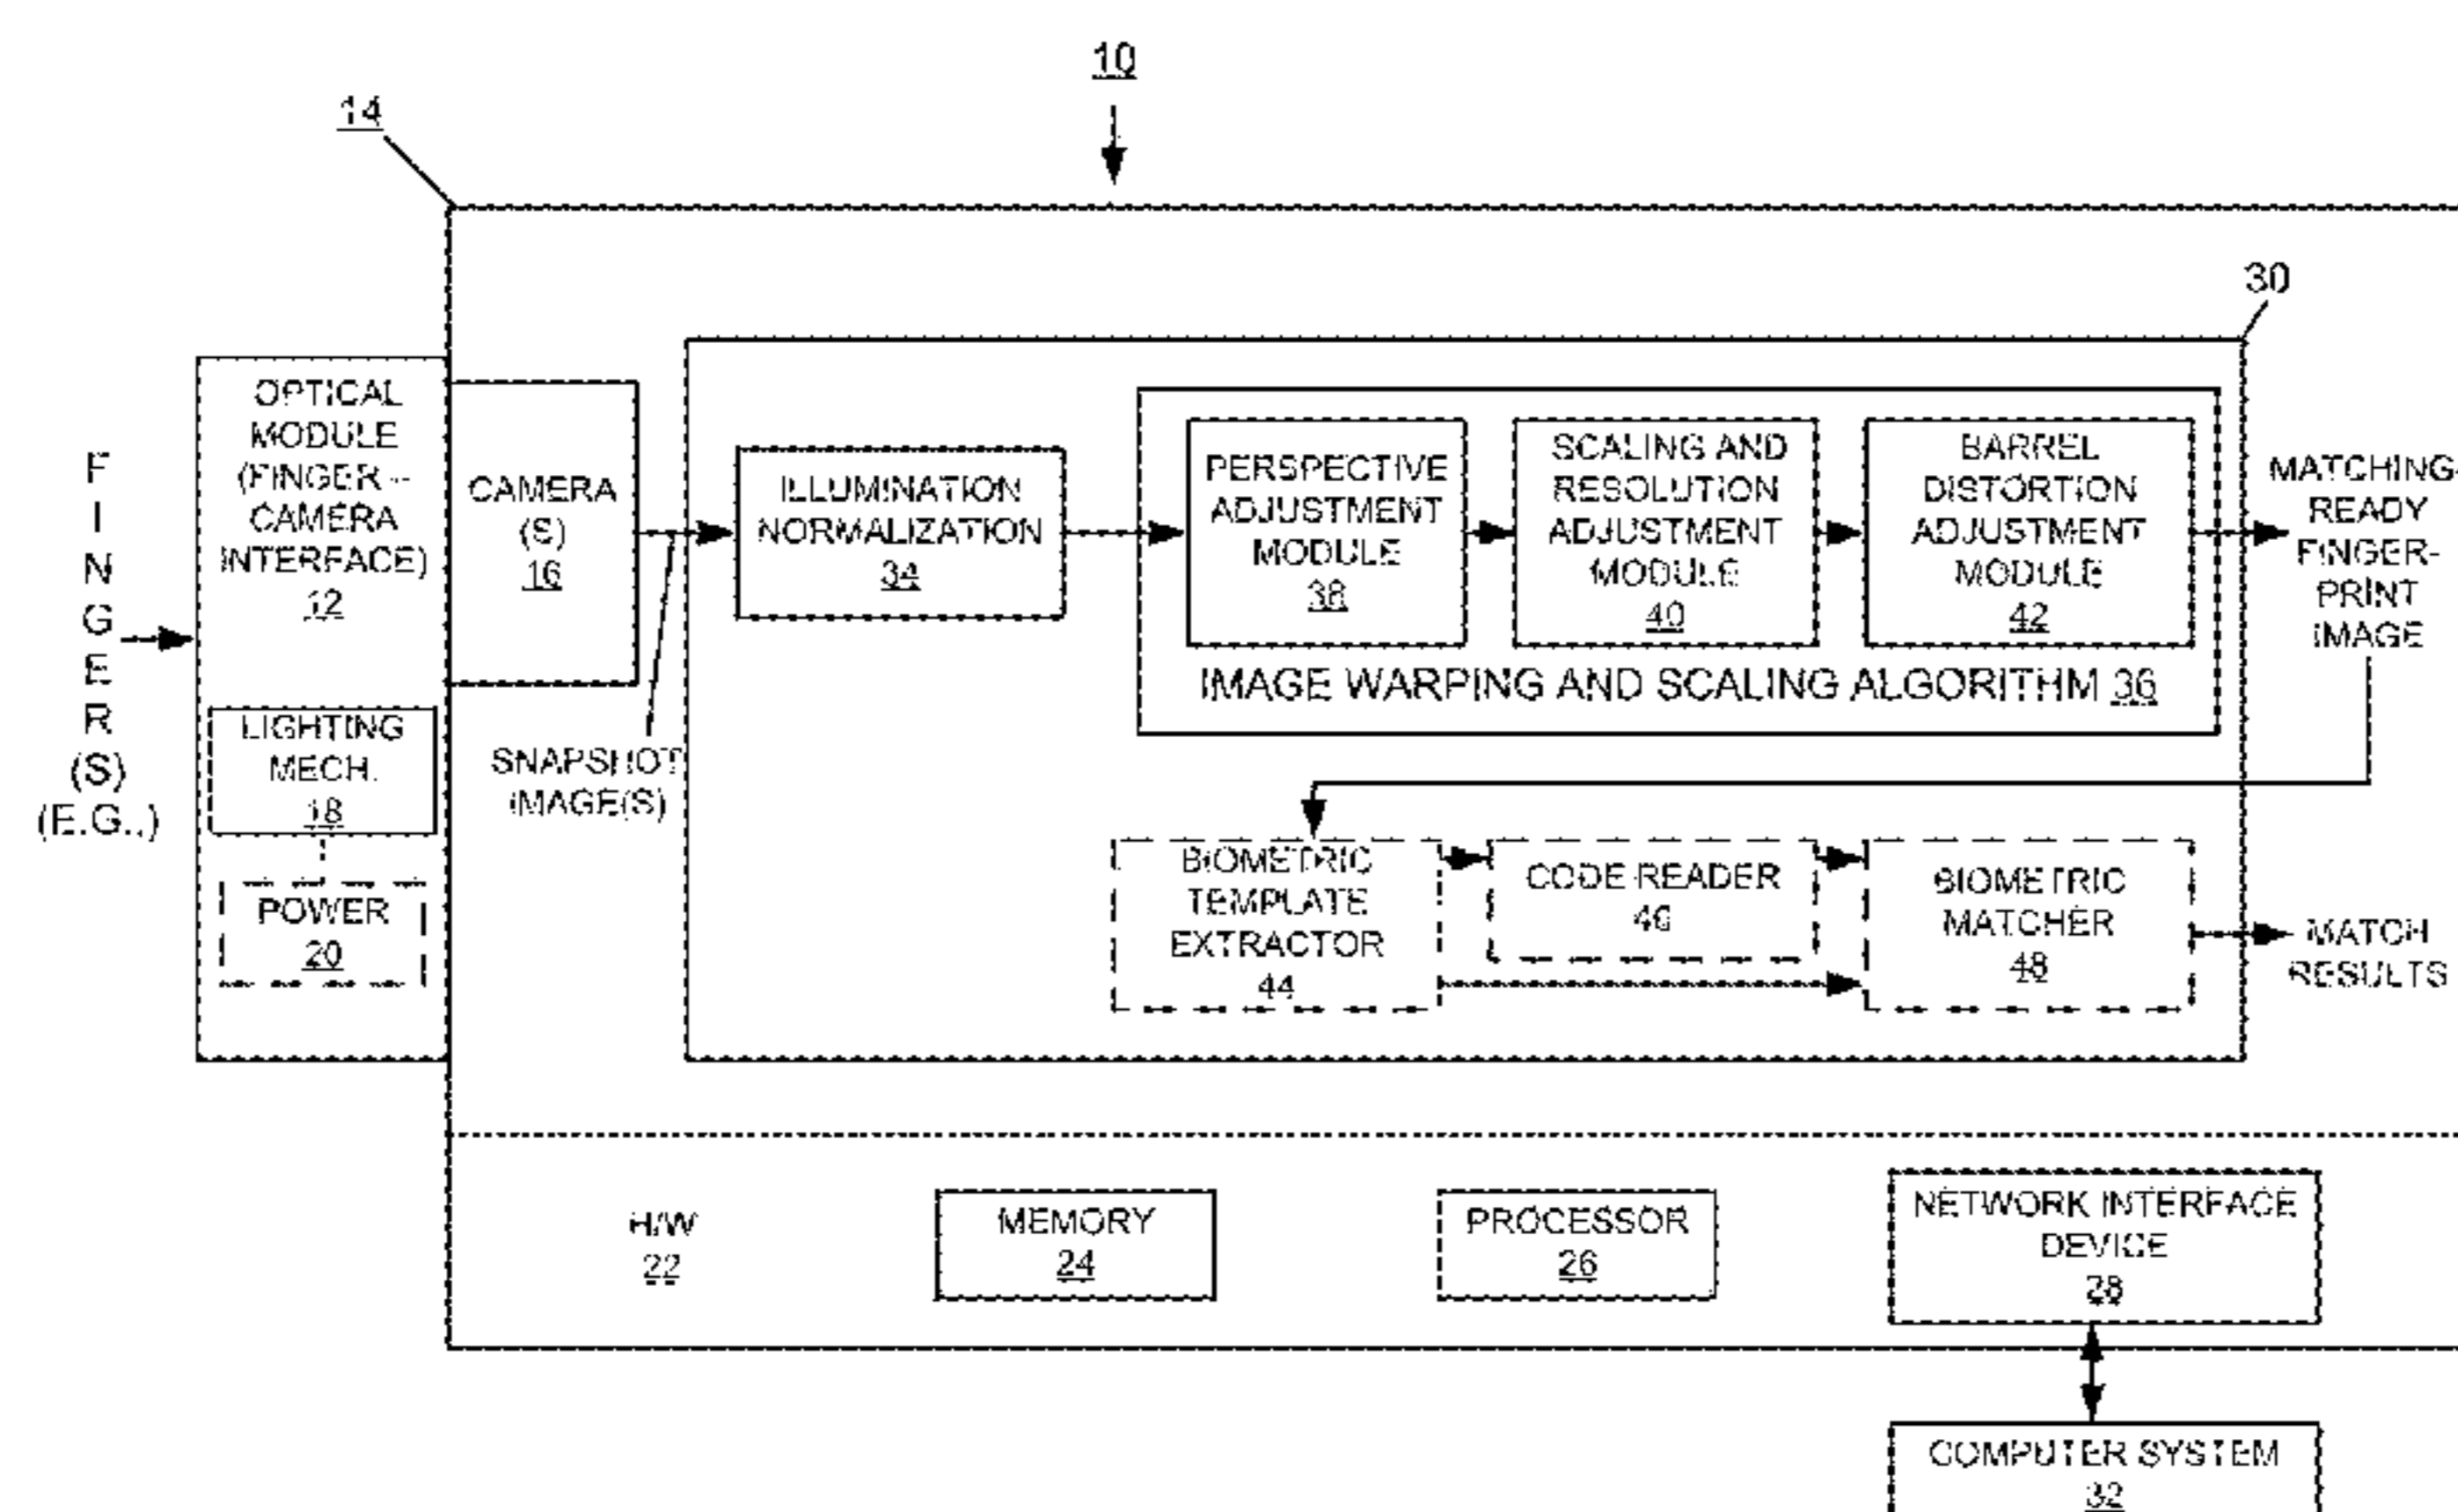 10
14
30
F
I
N
G
E
R
(S)
(E.G.,)
OPTICAL
MODULE
(FINGER--
CAMERA
INTERFACE)
12
LIGHTING
MECH.
18
POWER
20
CAMERA
(S)
16
SNAPSHOT
IMAGE(S)
ILLUMINATION
NORMALIZATION
34
PERSPECTIVE
ADJUSTMENT
MODULE
38
SCALING AND
RESOLUTION
ADJUSTMENT
MODULE
40
BARREL
DISTORTION
ADJUSTMENT
MODULE
42
IMAGE WARPING AND SCALING ALGORITHM 36
MATCHING-
READY
FINGER-
PRINT
IMAGE
BIOMETRIC
TEMPLATE
EXTRACTOR
44
CODE READER
46
BIOMETRIC
MATCHER
48
MATCH
RESULTS
H/W
22
MEMORY
24
PROCESSOR
26
NETWORK INTERFACE
DEVICE
28
COMPUTER SYSTEM
32